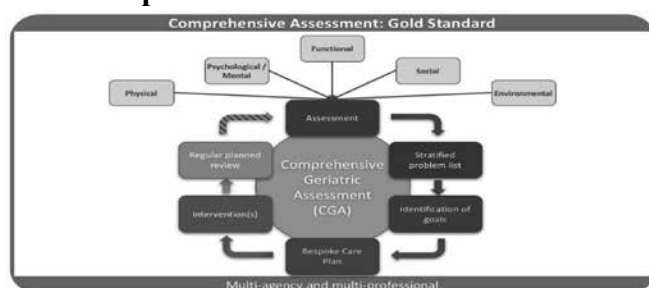 Comprehensive Assessment: Gold Standard
Functional
Psychological /
Mental
Social
Physical
Environmental
Assessment
Regular planned
review
Stratified
problem list
Comprehensive
Geriatric
Assessment
(CGA)
Intervention(s)
Identification of
goals
Bespoke Care
Plan
Multi-agency and multi-professional